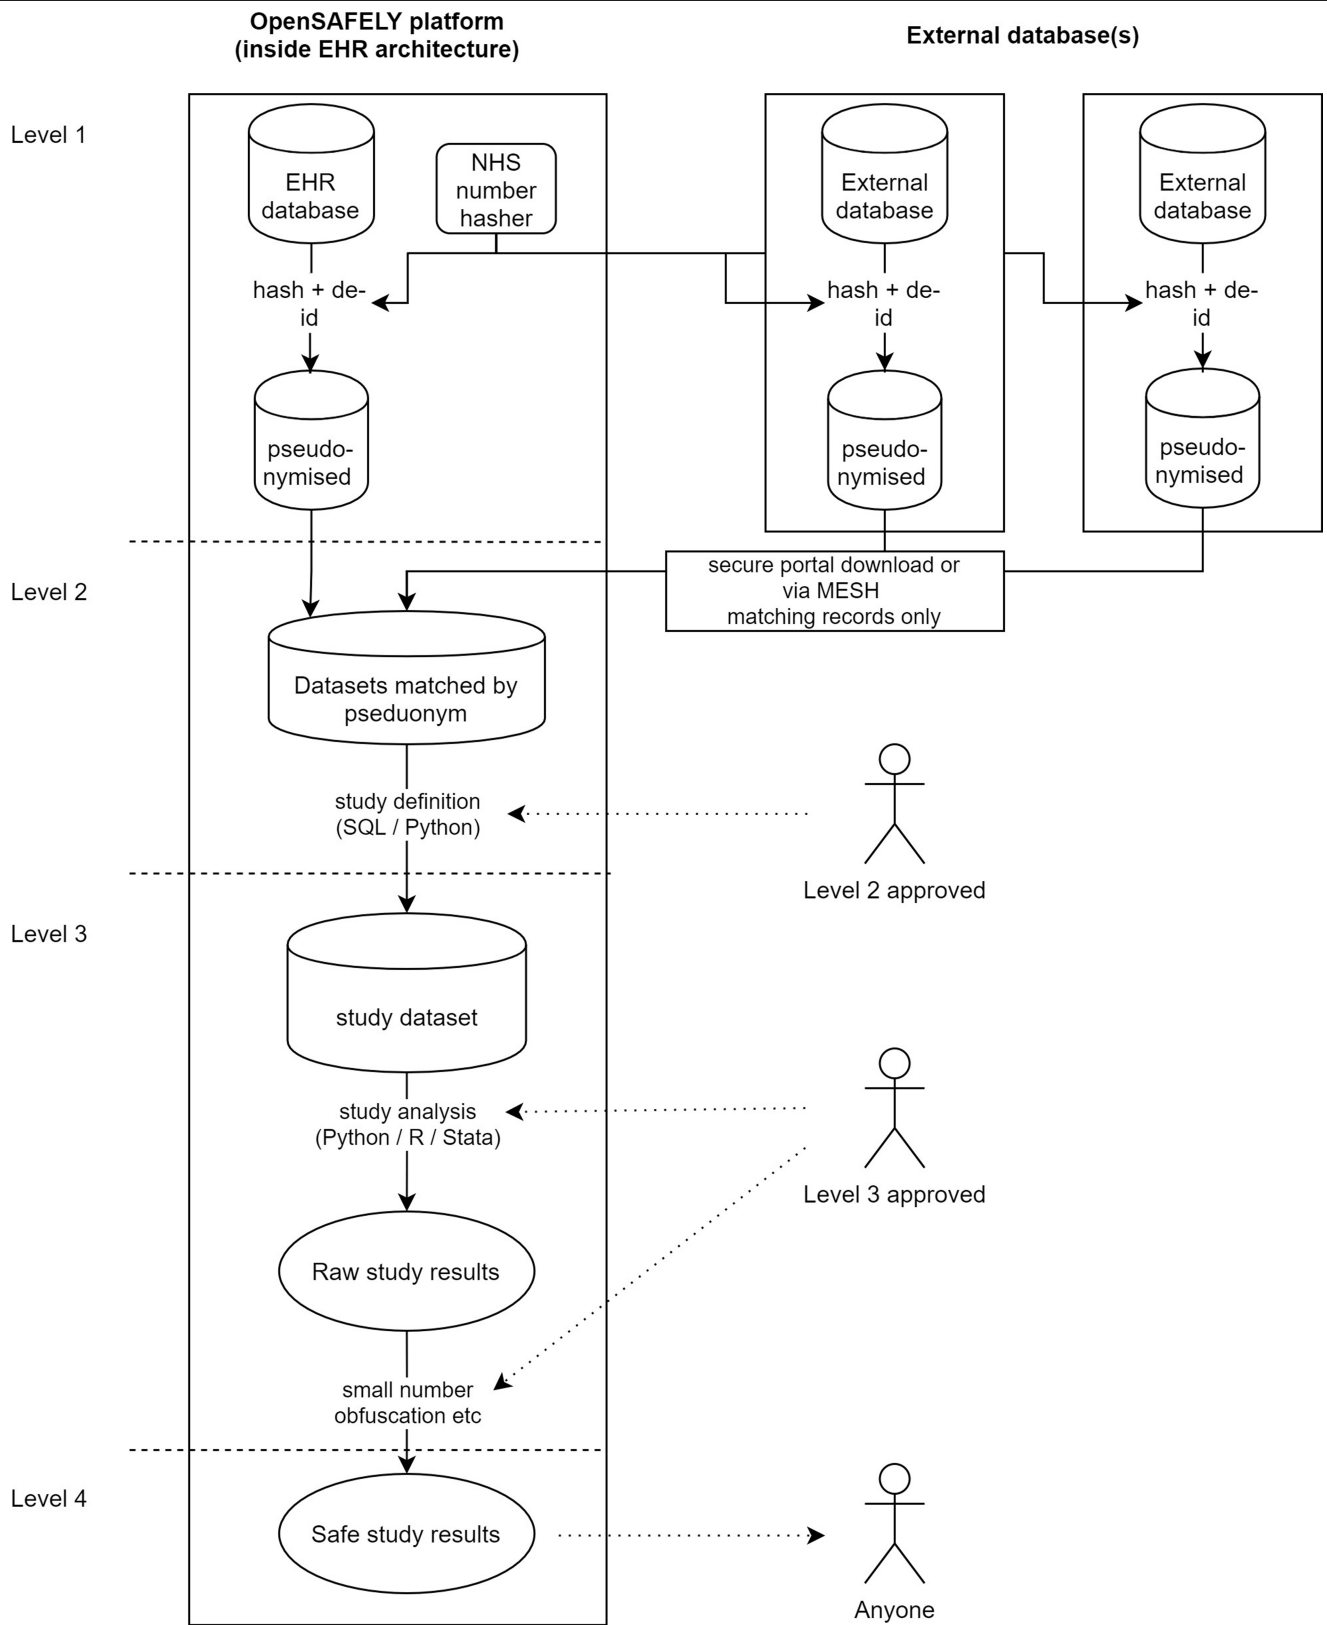 OpenSAFELY platform
(inside EHR architecture)
External database(s)
Level 1
EHR
database
NHS
number
hasher
External
database
External
database
hash + de-
id
hash + de-
id
hash + de-
id
pseudo-
nymised
pseudo-
nymised
pseudo-
nymised
Level 2
secure portal download or
via MESH
matching records only
Datasets matched by
pseduonym
study definition
(SQL / Python)
Level 2 approved
Level 3
study dataset
study analysis
(Python / R / Stata)
Level 3 approved
Raw study results
small number
obfuscation etc
Level 4
Safe study results
Anyone